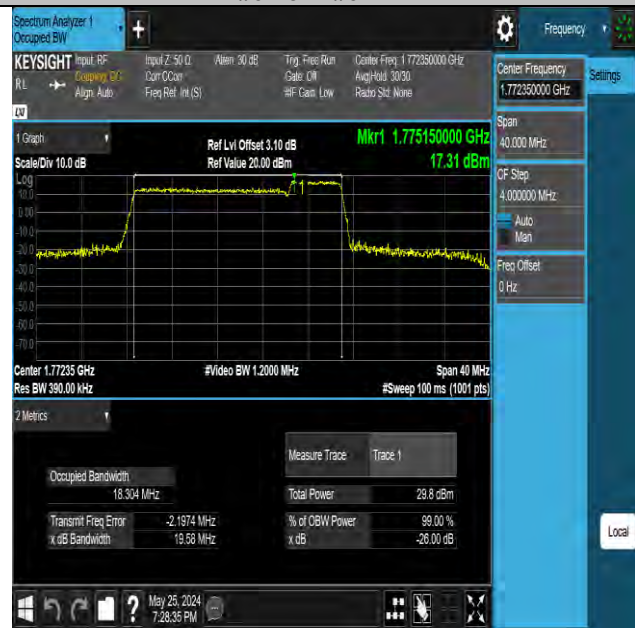 Spectrum Analyzer 1
Occupied BW
Frequency
KEYSIGHT
RL
Input: RF
Coupling: DC
Align: Auto
Input Z: 50 Ω
Corr CCorr
Freq Ref: Int (S)
Atten: 30 dB
Trig: Free Run
Gate: Off
#IF Gain: Low
Center Freq: 1.772350000 GHz
Avg|Hold: 30/30
Radio Std: None
LXI
1 Graph
Scale/Div 10.0 dB
Ref Lvl Offset 3.10 dB
Ref Value 20.00 dBm
Mkr1 1.775150000 GHz
17.31 dBm
Log
10.0
0.00
-10.0
-20.0
-30.0
-40.0
-50.0
-60.0
-70.0
1
Center 1.77235 GHz
Res BW 390.00 kHz
#Video BW 1.2000 MHz
Span 40 MHz
#Sweep 100 ms (1001 pts)
2 Metrics
Measure Trace
Trace 1
Occupied Bandwidth
18.304 MHz
Total Power
29.8 dBm
Transmit Freq Error
-2.1974 MHz
% of OBW Power
99.00 %
x dB Bandwidth
19.58 MHz
x dB
-26.00 dB
May 25, 2024
7:28:35 PM
Center Frequency
1.772350000 GHz
Settings
Span
40.000 MHz
CF Step
4.000000 MHz
Auto
Man
Freq Offset
0 Hz
Local